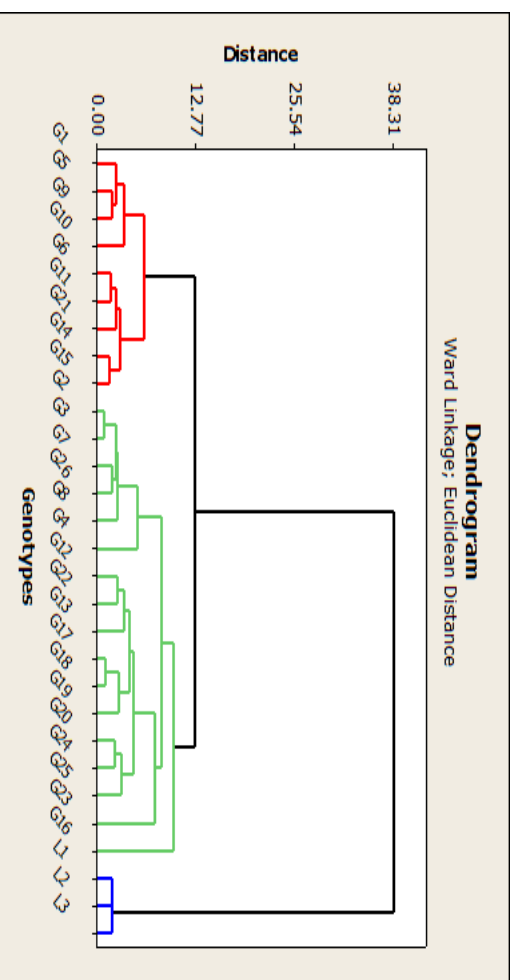 Dendrogram
Ward Linkage; Euclidean Distance
Distance
38.31
25.54
12.77
0.00
G1
G5
G9
G10
G6
G11
G21
G14
G15
G2
G3
G7
G26
G8
G4
G12
G22
G13
G17
G18
G19
G20
G24
G25
G23
G16
L1
L2
L3
Genotypes